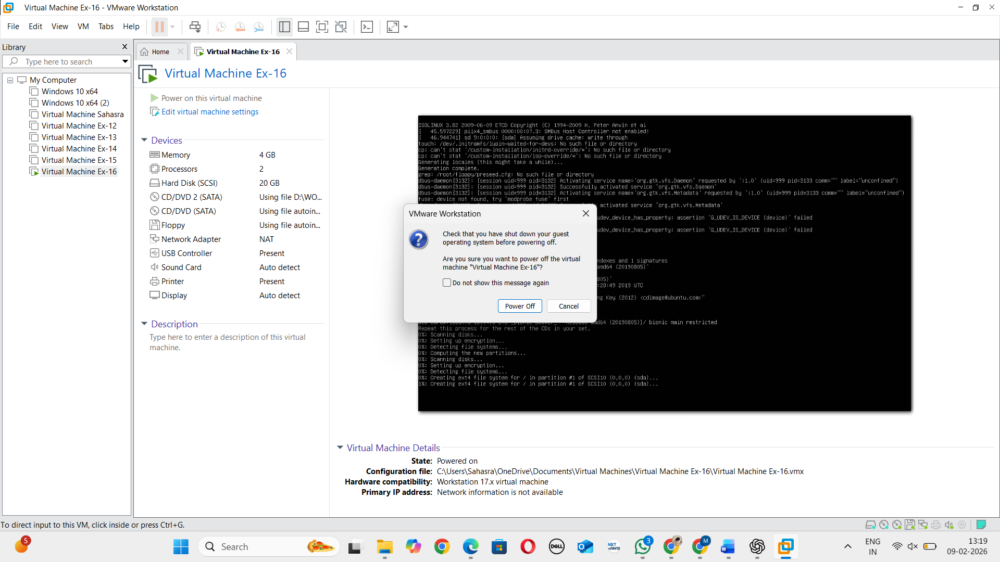 Virtual Machine Ex-16 - VMware Workstation
File Edit View VM Tabs Help
Library
Type here to search
My Computer
Windows 10 x64
Windows 10 x64 (2)
Virtual Machine Sahasra
Virtual Machine Ex-12
Virtual Machine Ex-13
Virtual Machine Ex-14
Virtual Machine Ex-15
Virtual Machine Ex-16
Home
Virtual Machine Ex-16
Virtual Machine Ex-16
Power on this virtual machine
Edit virtual machine settings
Devices
Memory 4 GB
Processors 2
Hard Disk (SCSI) 20 GB
CD/DVD 2 (SATA) Using file D:\WO...
CD/DVD (SATA) Using file autoin...
Floppy Using file autoin...
Network Adapter NAT
USB Controller Present
Sound Card Auto detect
Printer Present
Display Auto detect
Description
Type here to enter a description of this virtual
machine.
ISOLINUX 3.82 2009-06-09 ETCD Copyright (C) 1994-2009 H. Peter Anvin et al
[ 45.597229] piix4_smbus 0000:00:07.3: SMBus Host Controller not enabled!
[ 46.944741] sd 9:0:0:0: [sda] Assuming drive cache: write through
touch: /dev/.initramfs/lupin-waited-for-devs: No such file or directory
cp: can't stat '/custom-installation/initrd-override/*': No such file or directory
cp: can't stat '/custom-installation/iso-override/*': No such file or directory
Generating locales (this might take a while)...
Generation complete.
grep: /root/floppy/preseed.cfg: No such file or directory
dbus-daemon[3132]: [session uid=999 pid=3132] Activating service name='org.gtk.vfs.Daemon' requested by ':1.0' (uid=999 pid=3133 comm="" label="unconfined")
dbus-daemon[3132]: [session uid=999 pid=3132] Successfully activated service 'org.gtk.vfs.Daemon'
dbus-daemon[3132]: [session uid=999 pid=3132] Activating service name='org.gtk.vfs.Metadata' requested by ':1.0' (uid=999 pid=3133 comm="" label="unconfined")
fuse: device not found, try 'modprobe fuse' first
y activated service 'org.gtk.vfs.Metadata'
udev_device_has_property: assertion 'G_UDEV_IS_DEVICE (device)' failed
udev_device_has_property: assertion 'G_UDEV_IS_DEVICE (device)' failed
ndexes and 1 signatures
amd64 (20190805)'
805)'
:28:49 2019 UTC
ng Key (2012) <cdimage@ubuntu.com>"
md64 (20190805)]/ bionic main restricted
Repeat this process for the rest of the CDs in your set.
0%: Scanning disks...
0%: Setting up encryption...
0%: Detecting file systems...
0%: Computing the new partitions...
0%: Scanning disks...
0%: Setting up encryption...
0%: Detecting file systems...
0%: Creating ext4 file system for / in partition #1 of SCSI10 (0,0,0) (sda)...
1%: Creating ext4 file system for / in partition #1 of SCSI10 (0,0,0) (sda)...
VMware Workstation
Check that you have shut down your guest
operating system before powering off.
Are you sure you want to power off the virtual
machine "Virtual Machine Ex-16"?
Do not show this message again
Power Off
Cancel
Virtual Machine Details
State: Powered on
Configuration file: C:\Users\Sahasra\OneDrive\Documents\Virtual Machines\Virtual Machine Ex-16\Virtual Machine Ex-16.vmx
Hardware compatibility: Workstation 17.x virtual machine
Primary IP address: Network information is not available
To direct input to this VM, click inside or press Ctrl+G.
5
Search
DELL
NXT
WAVE
3
M
ENG
IN
13:19
09-02-2026